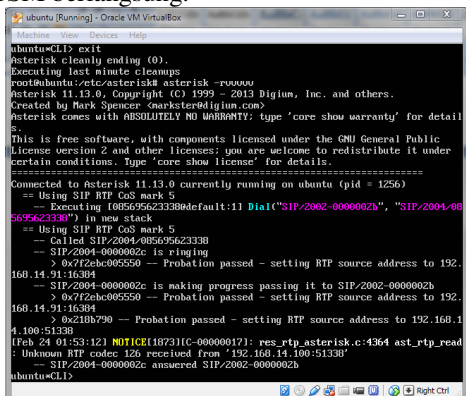 ubuntu [Running] - Oracle VM VirtualBox
Machine View Devices Help
ubuntu*CLI> exit
Asterisk cleanly ending (0).
Executing last minute cleanups
root@ubuntu:/etc/asterisk# asterisk -rvvvvv
Asterisk 11.13.0, Copyright (C) 1999 - 2013 Digium, Inc. and others.
Created by Mark Spencer <markster@digium.com>
Asterisk comes with ABSOLUTELY NO WARRANTY; type 'core show warranty' for detail
s.
This is free software, with components licensed under the GNU General Public
License version 2 and other licenses; you are welcome to redistribute it under
certain conditions. Type 'core show license' for details.
=========================================================================
Connected to Asterisk 11.13.0 currently running on ubuntu (pid = 1256)
== Using SIP RTP CoS mark 5
-- Executing [085695623338@default:1] Dial("SIP/2002-0000002b", "SIP/2004/08
5695623338") in new stack
== Using SIP RTP CoS mark 5
-- Called SIP/2004/085695623338
-- SIP/2004-0000002c is ringing
> 0x7f2ebc005550 -- Probation passed - setting RTP source address to 192.
168.14.91:16384
-- SIP/2004-0000002c is making progress passing it to SIP/2002-0000002b
> 0x7f2ebc005550 -- Probation passed - setting RTP source address to 192.
168.14.91:16384
> 0x218b790 -- Probation passed - setting RTP source address to 192.168.1
4.100:51338
[Feb 24 01:53:12] NOTICE[1873][C-00000017]: res_rtp_asterisk.c:4364 ast_rtp_read
: Unknown RTP codec 126 received from '192.168.14.100:51338'
-- SIP/2004-0000002c answered SIP/2002-0000002b
ubuntu*CLI>
Right Ctrl